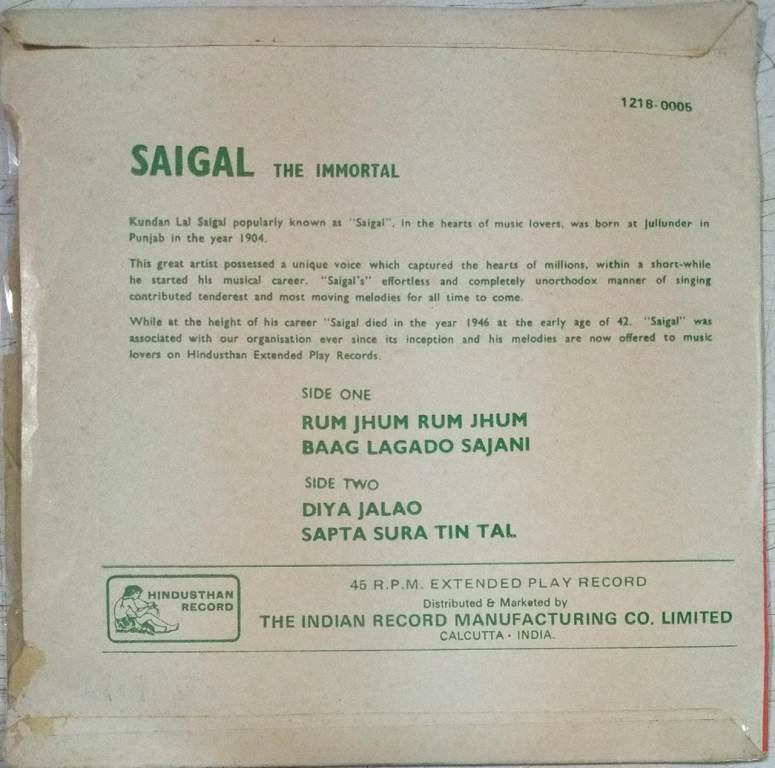 1218-0005
SAIGAL THE IMMORTAL
Kundan Lal Saigal popularly known as "Saigal". In the hearts of music lovers. was born at Jullunder in
Punjab in the year 1904.
This great artist possessed a unique voice which captured the hearts of millions, within a short-while
he started his musical career. "Saigal's" effortless and completely unorthodox manner of singing
contributed tenderest and most moving melodies for all time to come.
While at the height of his career "Saigal died in the year 1946 at the early age of 42. "Saigal" was
associated with our organisation ever since its inception and his melodies are now offered to music
lovers on Hindusthan Extended Play Records.
SIDE ONE
RUM JHUM RUM JHUM
BAAG LAGADO SAJANI
SIDE TWO
DIYA JALAO
SAPTA SURA TIN TAL
HINDUSTHAN
RECORD
45 R.P.M. EXTENDED PLAY RECORD
Distributed & Marketed by
THE INDIAN RECORD MANUFACTURING CO. LIMITED
CALCUTTA · INDIA.